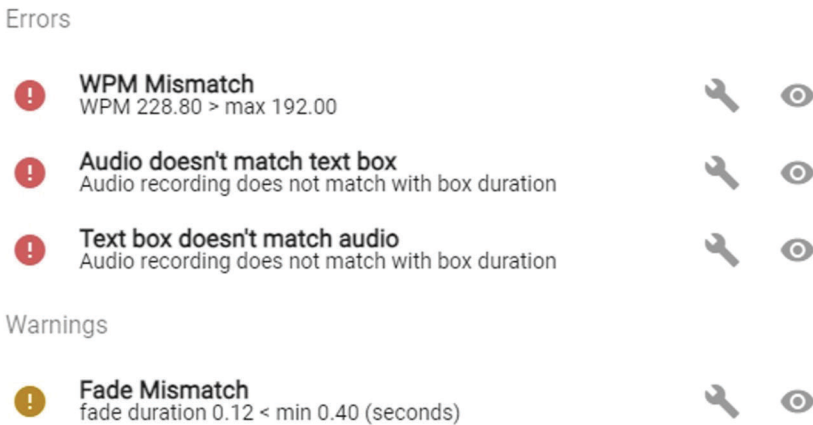 Errors
WPM Mismatch
WPM 228.80 > max 192.00
Audio doesn't match text box
Audio recording does not match with box duration
Text box doesn't match audio
Audio recording does not match with box duration
Warnings
Fade Mismatch
fade duration 0.12 < min 0.40 (seconds)